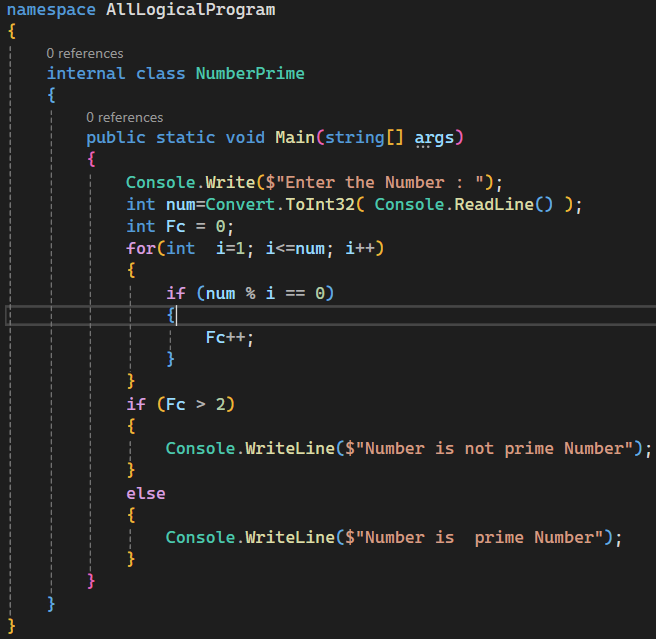 namespace AllLogicalProgram
{
0 references
internal class NumberPrime
{
0 references
public static void Main(string[] args)
{
Console.Write($"Enter the Number : ");
int num=Convert.ToInt32( Console.ReadLine() );
int Fc = 0;
for(int  i=1; i<=num; i++)
{
if (num % i == 0)
{
Fc++;
}
}
if (Fc > 2)
{
Console.WriteLine($"Number is not prime Number");
}
else
{
Console.WriteLine($"Number is  prime Number");
}
}
}
}